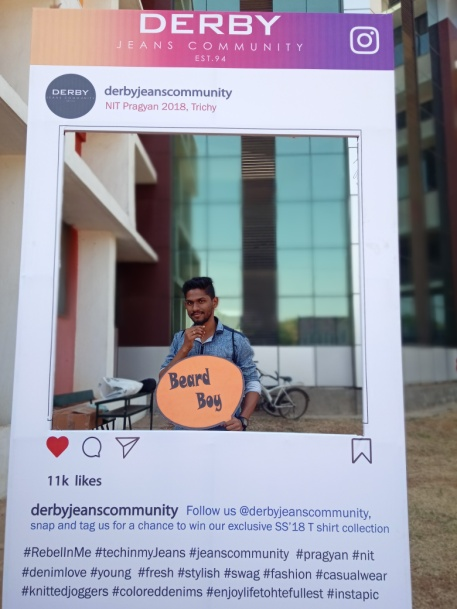 DERBY
JEANS COMMUNITY
EST.94
DERBY
derbyjeanscommunity
NIT Pragyan 2018, Trichy
Beard
Boy
11k likes
derbyjeanscommunity Follow us @derbyjeanscommunity,
snap and tag us for a chance to win our exclusive SS'18 T shirt collection
#RebelInMe #techinmyJeans #jeanscommunity #pragyan #nit
#denimlove #young #fresh #stylish #swag #fashion #casualwear
#knittedjoggers #coloreddenims #enjoylifetohtefullest #instapic